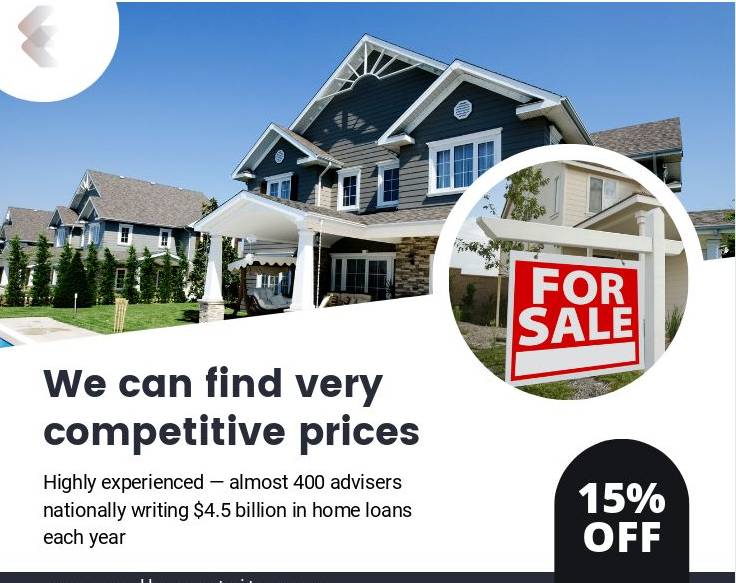 FOR
SALE
We can find very
competitive prices
Highly experienced — almost 400 advisers
nationally writing $4.5 billion in home loans
each year
15%
OFF